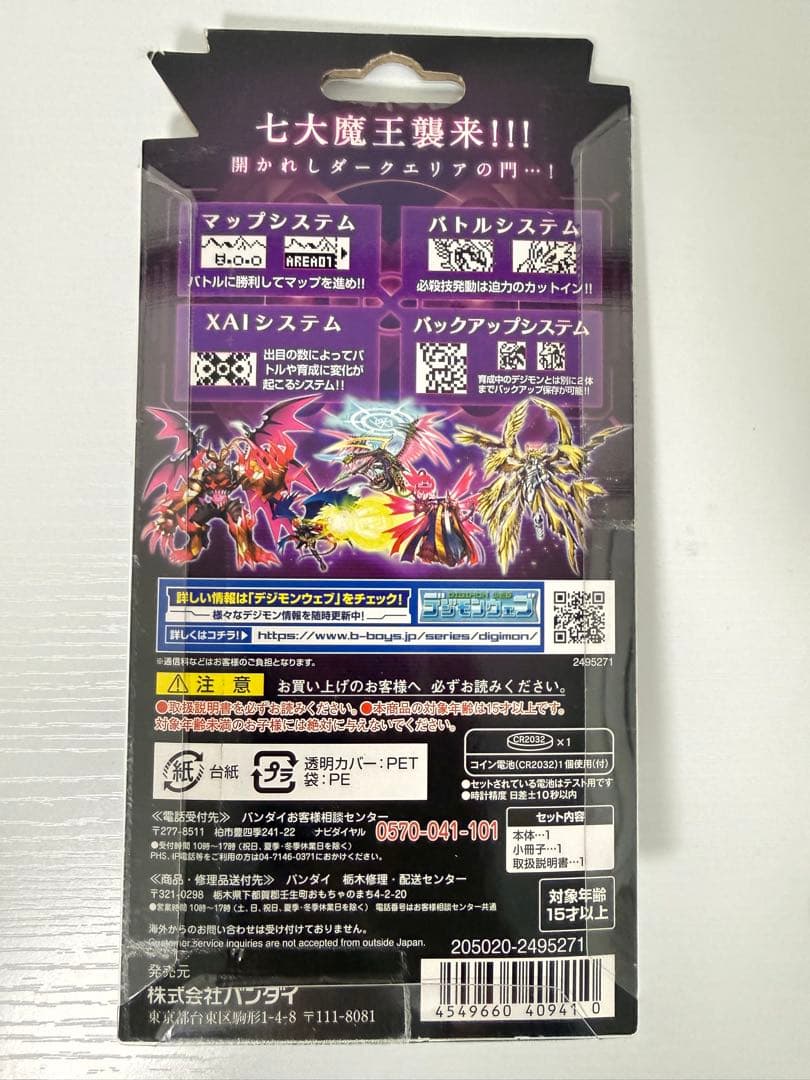 七大魔王襲来!!!
開かれしダークエリアの門…!
マップシステム
AREA01
バトルに勝利してマップを進め!!
バトルシステム
必殺技発動は迫力のカットイン!!
XAIシステム
出目の数によってバ
トルや育成に変化が
起こるシステム!!
バックアップシステム
育成中のデジモンとは別に2体
までバックアップ保存が可能!!
詳しい情報は「デジモンウェブ」をチェック!
様々なデジモン情報を随時更新中!
DIGIMON WEB
デジモンウェブ
詳しくはコチラ!▶ https://www.b-boys.jp/series/digimon/
※通信料などはお客様のご負担となります。
2495271
⚠注意 お買い上げのお客様へ 必ずお読みください。
●取扱説明書を必ずお読みください。●本商品の対象年齢は15才以上です。
対象年齢未満のお子様には絶対に与えないでください。
紙 台紙
プラ 透明カバー:PET
袋:PE
CR2032 ×1
コイン電池(CR2032)1個使用(付)
●セットされている電池はテスト用です
●時計精度 日差±10秒以内
≪電話受付先≫ バンダイお客様相談センター
〒277-8511 柏市豊四季241-22 ナビダイヤル 0570-041-101
●受付時間 10時~17時 (祝日、夏季・冬季休業日を除く)
PHS、IP電話等をご利用の方は04-7146-0371におかけください。
セット内容
本体…1
小冊子…1
取扱説明書…1
≪商品・修理品送付先≫ バンダイ 栃木修理・配送センター
〒321-0298 栃木県下都賀郡壬生町おもちゃのまち4-2-20
●営業時間 10時~17時 (土、日、祝日、夏季・冬季休業日を除く) 電話番号はお客様相談センター共通
対象年齢
15才以上
海外からのお問い合わせは受け付けておりません。
Customer service inquiries are not accepted from outside Japan.
205020-2495271
発売元
株式会社バンダイ
東京都台東区駒形1-4-8 〒111-8081
4549660 40941 0